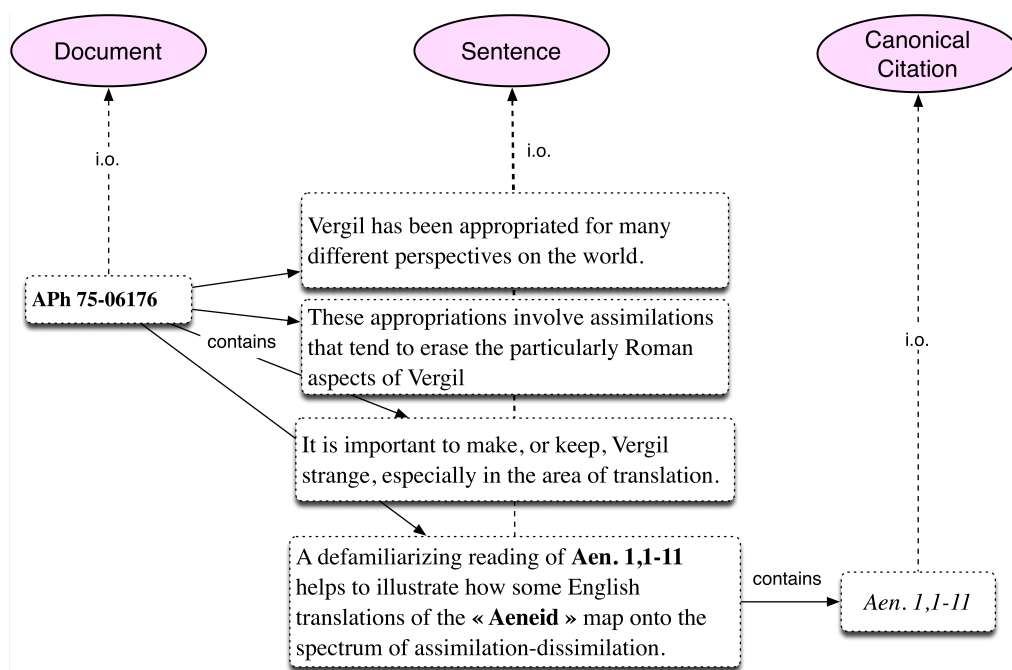 Document
Sentence
Canonical
Citation
i.o.
i.o.
Vergil has been appropriated for many
different perspectives on the world.
APh 75-06176
These appropriations involve assimilations
that tend to erase the particularly Roman
aspects of Vergil
contains
i.o.
It is important to make, or keep, Vergil
strange, especially in the area of translation.
A defamiliarizing reading of Aen. 1,1-11
helps to illustrate how some English
translations of the « Aeneid » map onto the
spectrum of assimilation-dissimilation.
contains
Aen. 1,1-11